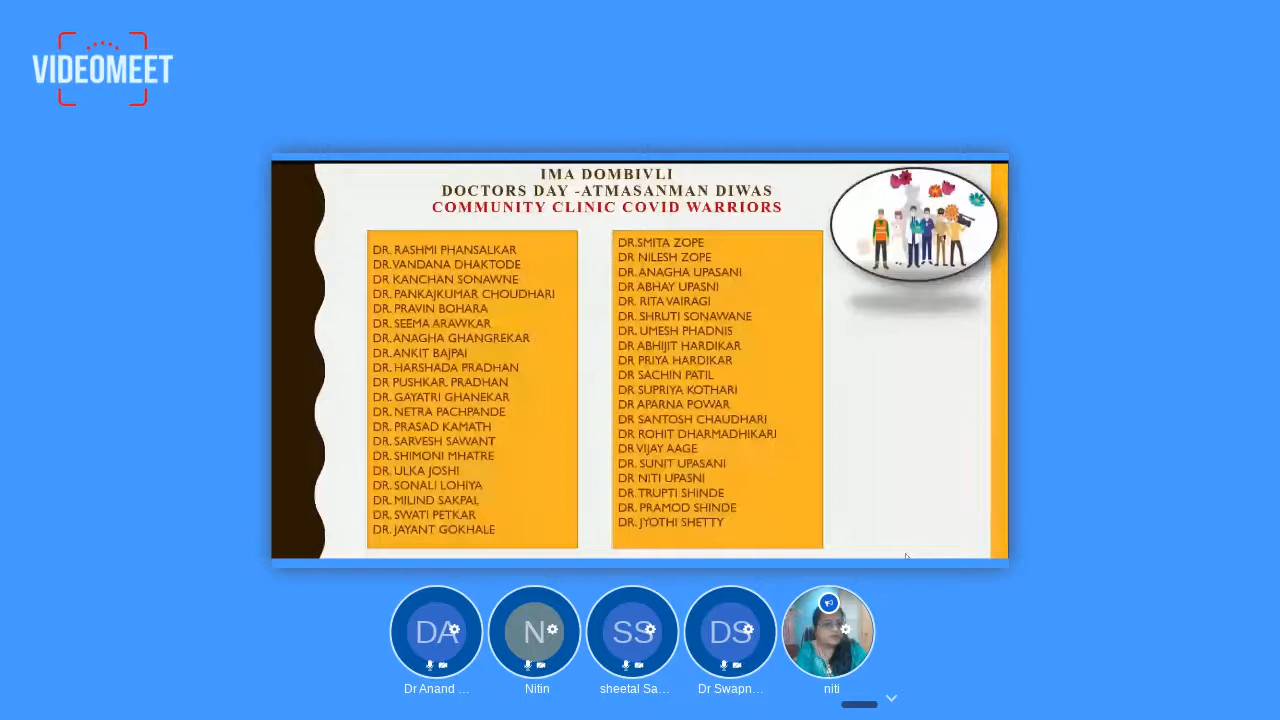 VIDEOMEET
IMA DOMBIVLI
DOCTORS DAY -ATMASANMAN DIWAS
COMMUNITY CLINIC COVID WARRIORS
DR. RASHMI PHANSALKAR
DR. VANDANA DHAKTODE
DR KANCHAN SONAWNE
DR. PANKAJKUMAR CHOUDHARI
DR. PRAVIN BOHARA
DR. SEEMA ARAWKAR
DR. ANAGHA GHANGREKAR
DR. ANKIT BAJPAI
DR. HARSHADA PRADHAN
DR PUSHKAR PRADHAN
DR. GAYATRI GHANEKAR
DR. NETRA PACHPANDE
DR. PRASAD KAMATH
DR. SARVESH SAWANT
DR. SHIMONI MHATRE
DR. ULKA JOSHI
DR. SONALI LOHIYA
DR. MILIND SAKPAL
DR. SWATI PETKAR
DR. JAYANT GOKHALE
DR.SMITA ZOPE
DR NILESH ZOPE
DR. ANAGHA UPASANI
DR ABHAY UPASNI
DR. RITA VAIRAGI
DR. SHRUTI SONAWANE
DR. UMESH PHADNIS
DR ABHIJIT HARDIKAR
DR PRIYA HARDIKAR
DR SACHIN PATIL
DR SUPRIYA KOTHARI
DR APARNA POWAR
DR SANTOSH CHAUDHARI
DR ROHIT DHARMADHIKARI
DR VIJAY AAGE
DR. SUNIT UPASANI
DR NITI UPASNI
DR. TRUPTI SHINDE
DR. PRAMOD SHINDE
DR. JYOTHI SHETTY
DA N SS DS
Dr Anand ... Nitin sheetal Sa... Dr Swapn... niti